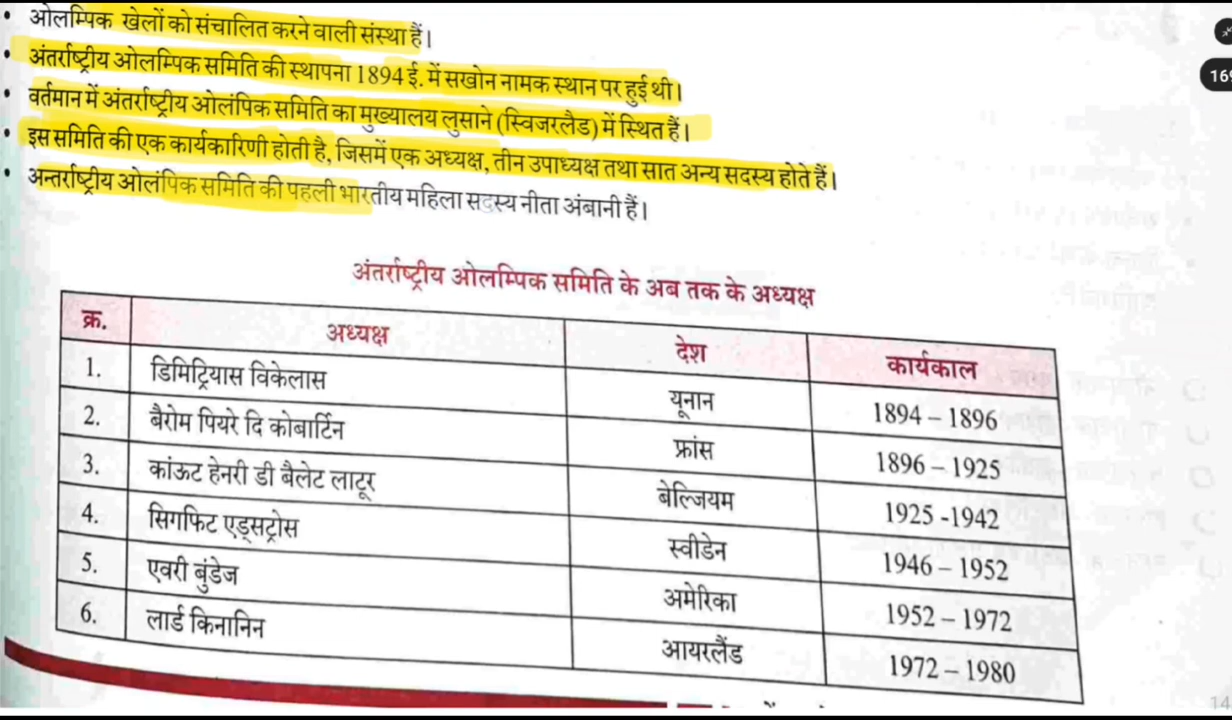 • ओलम्पिक खेलों को संचालित करने वाली संस्था हैं।
• अंतर्राष्ट्रीय ओलम्पिक समिति की स्थापना 1894 ई. में सखोन नामक स्थान पर हुई थी।
• वर्तमान में अंतर्राष्ट्रीय ओलंपिक समिति का मुख्यालय लुसाने (स्विजरलैड) में स्थित हैं।
• इस समिति की एक कार्यकारिणी होती है, जिसमें एक अध्यक्ष, तीन उपाध्यक्ष तथा सात अन्य सदस्य होते हैं।
• अन्तर्राष्ट्रीय ओलंपिक समिति की पहली भारतीय महिला सदस्य नीता अंबानी हैं।
अंतर्राष्ट्रीय ओलम्पिक समिति के अब तक के अध्यक्ष
क्र. अध्यक्ष देश कार्यकाल
1. डिमिट्रियास विकेलास यूनान 1894 – 1896
2. बैरोम पियरे दि कोबार्टिन फ्रांस 1896 – 1925
3. कांऊट हेनरी डी बैलेट लाटूर बेल्जियम 1925 -1942
4. सिगफिट एड्सट्रोस स्वीडेन 1946 – 1952
5. एवरी बुंडेज अमेरिका 1952 – 1972
6. लार्ड किनानिन आयरलैंड 1972 – 1980